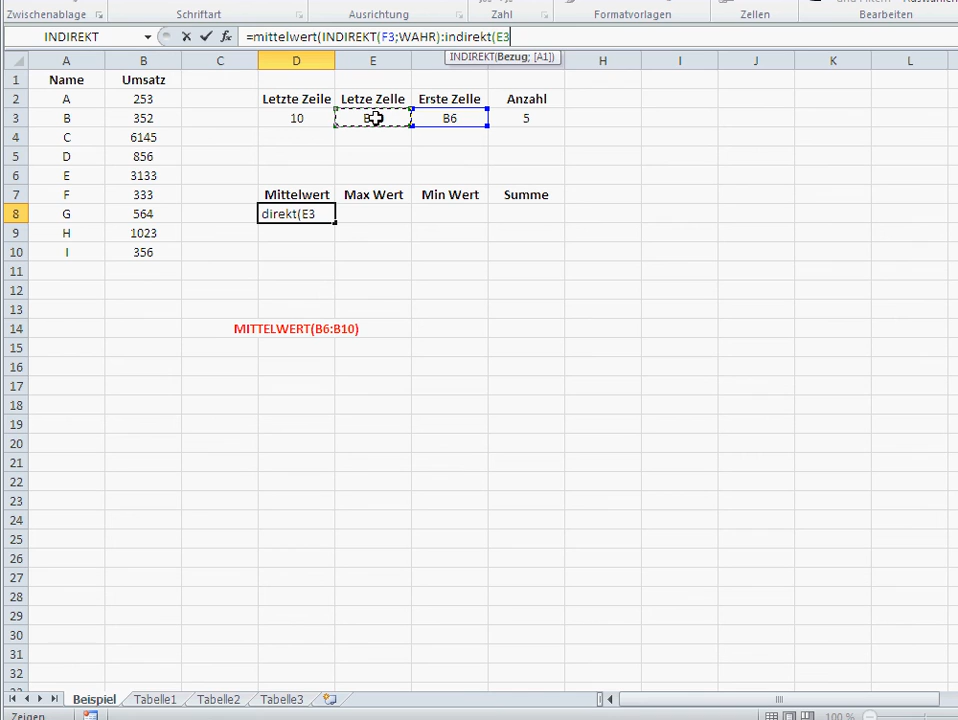 Zwischenablage Schriftart Ausrichtung Zahl Formatvorlagen Zellen Bearbeiten
INDIREKT =mittelwert(INDIREKT(F3;WAHR):indirekt(E3
INDIREKT(Bezug; [A1])
A B C D E F G H I J K L
1 Name Umsatz
2 A 253 Letzte Zeile Letze Zelle Erste Zelle Anzahl
3 B 352 10 B B6 5
4 C 6145
5 D 856
6 E 3133
7 F 333 Mittelwert Max Wert Min Wert Summe
8 G 564 direkt(E3
9 H 1023
10 I 356
11
12
13
14 MITTELWERT(B6:B10)
15
16
17
18
19
20
21
22
23
24
25
26
27
28
29
30
31
32
Beispiel Tabelle1 Tabelle2 Tabelle3
Zeigen 100 %